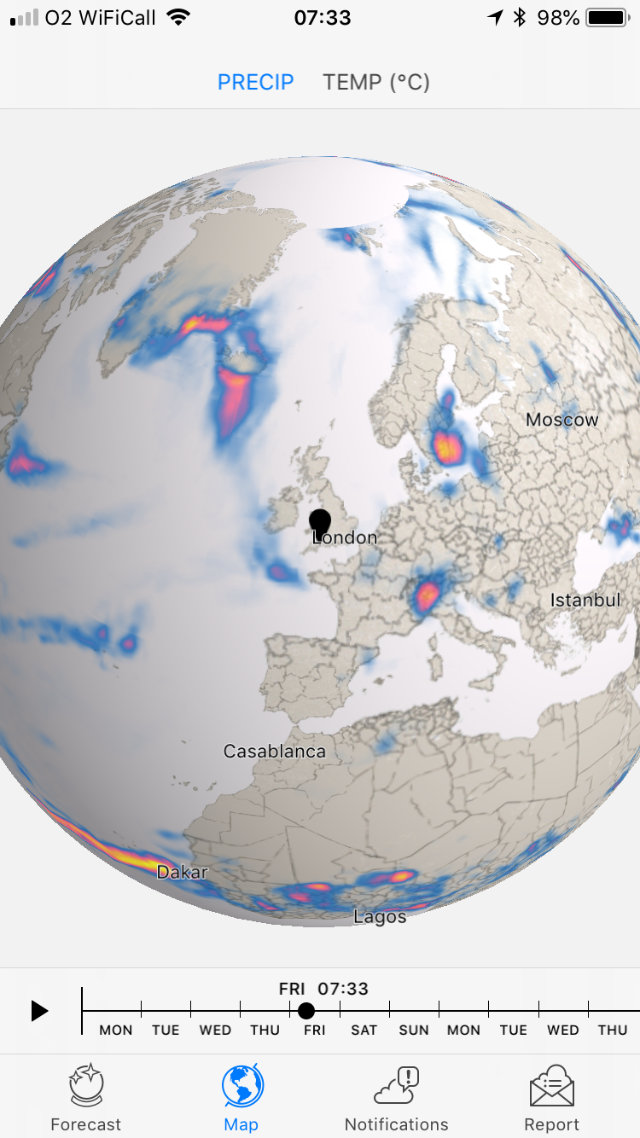 O2 WiFiCall 07:33 98%
PRECIP TEMP (°C)
Moscow
London
Istanbul
Casablanca
Dakar
Lagos
FRI 07:33
MON TUE WED THU FRI SAT SUN MON TUE WED THU
Forecast Map Notifications Report